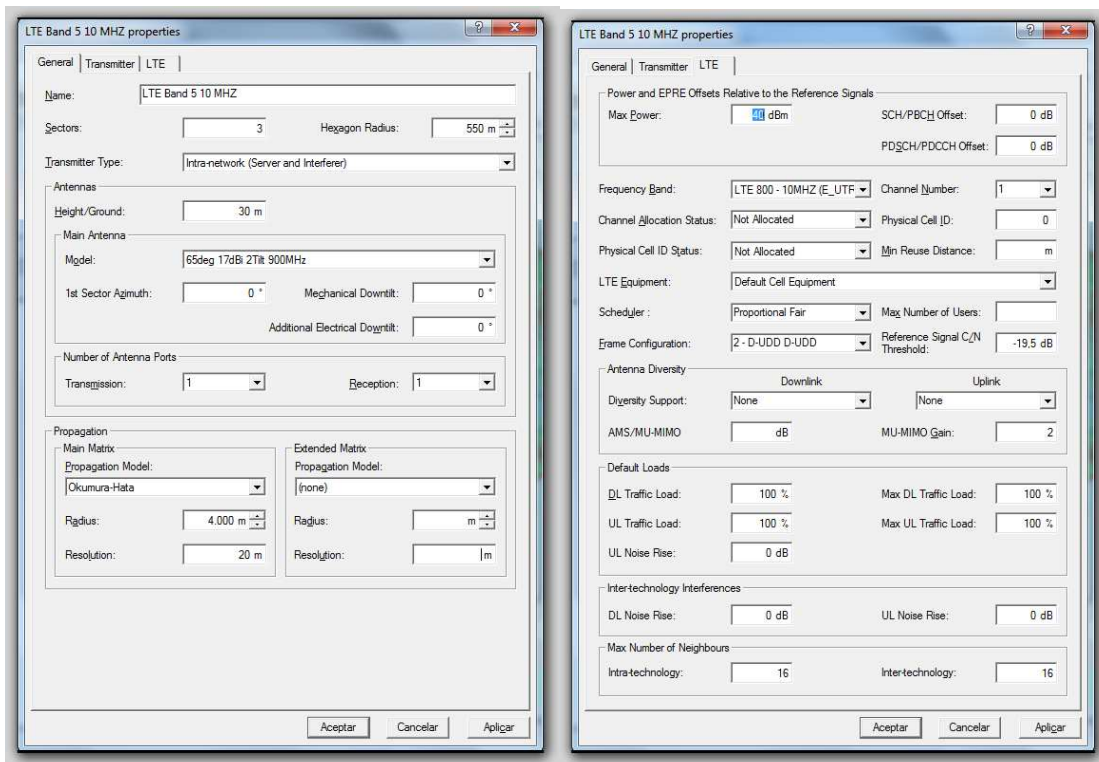 LTE Band 5 10 MHZ properties
General Transmitter LTE
Name: LTE Band 5 10 MHZ
Sectors: 3 Hexagon Radius: 550 m
Transmitter Type: Intra-network (Server and Interferer)
Antennas
Height/Ground: 30 m
Main Antenna
Model: 65deg 17dBi 2Tilt 900MHz
1st Sector Azimuth: 0 ° Mechanical Downtilt: 0 °
Additional Electrical Downtilt: 0 °
Number of Antenna Ports
Transmission: 1 Reception: 1
Propagation
Main Matrix
Propagation Model:
Okumura-Hata
Radius: 4.000 m
Resolution: 20 m
Extended Matrix
Propagation Model:
(none)
Radius: m
Resolution: m
Aceptar Cancelar Aplicar
LTE Band 5 10 MHZ properties
General Transmitter LTE
Power and EPRE Offsets Relative to the Reference Signals
Max Power: 40 dBm SCH/PBCH Offset: 0 dB
PDSCH/PDCCH Offset: 0 dB
Frequency Band: LTE 800 - 10MHZ (E_UTR Channel Number: 1
Channel Allocation Status: Not Allocated Physical Cell ID: 0
Physical Cell ID Status: Not Allocated Min Reuse Distance: m
LTE Equipment: Default Cell Equipment
Scheduler : Proportional Fair Max Number of Users:
Frame Configuration: 2 - D-UDD D-UDD Reference Signal C/N Threshold: -19,5 dB
Antenna Diversity
Downlink Uplink
Diversity Support: None None
AMS/MU-MIMO dB MU-MIMO Gain: 2
Default Loads
DL Traffic Load: 100 % Max DL Traffic Load: 100 %
UL Traffic Load: 100 % Max UL Traffic Load: 100 %
UL Noise Rise: 0 dB
Inter-technology Interferences
DL Noise Rise: 0 dB UL Noise Rise: 0 dB
Max Number of Neighbours
Intra-technology: 16 Inter-technology: 16
Aceptar Cancelar Aplicar